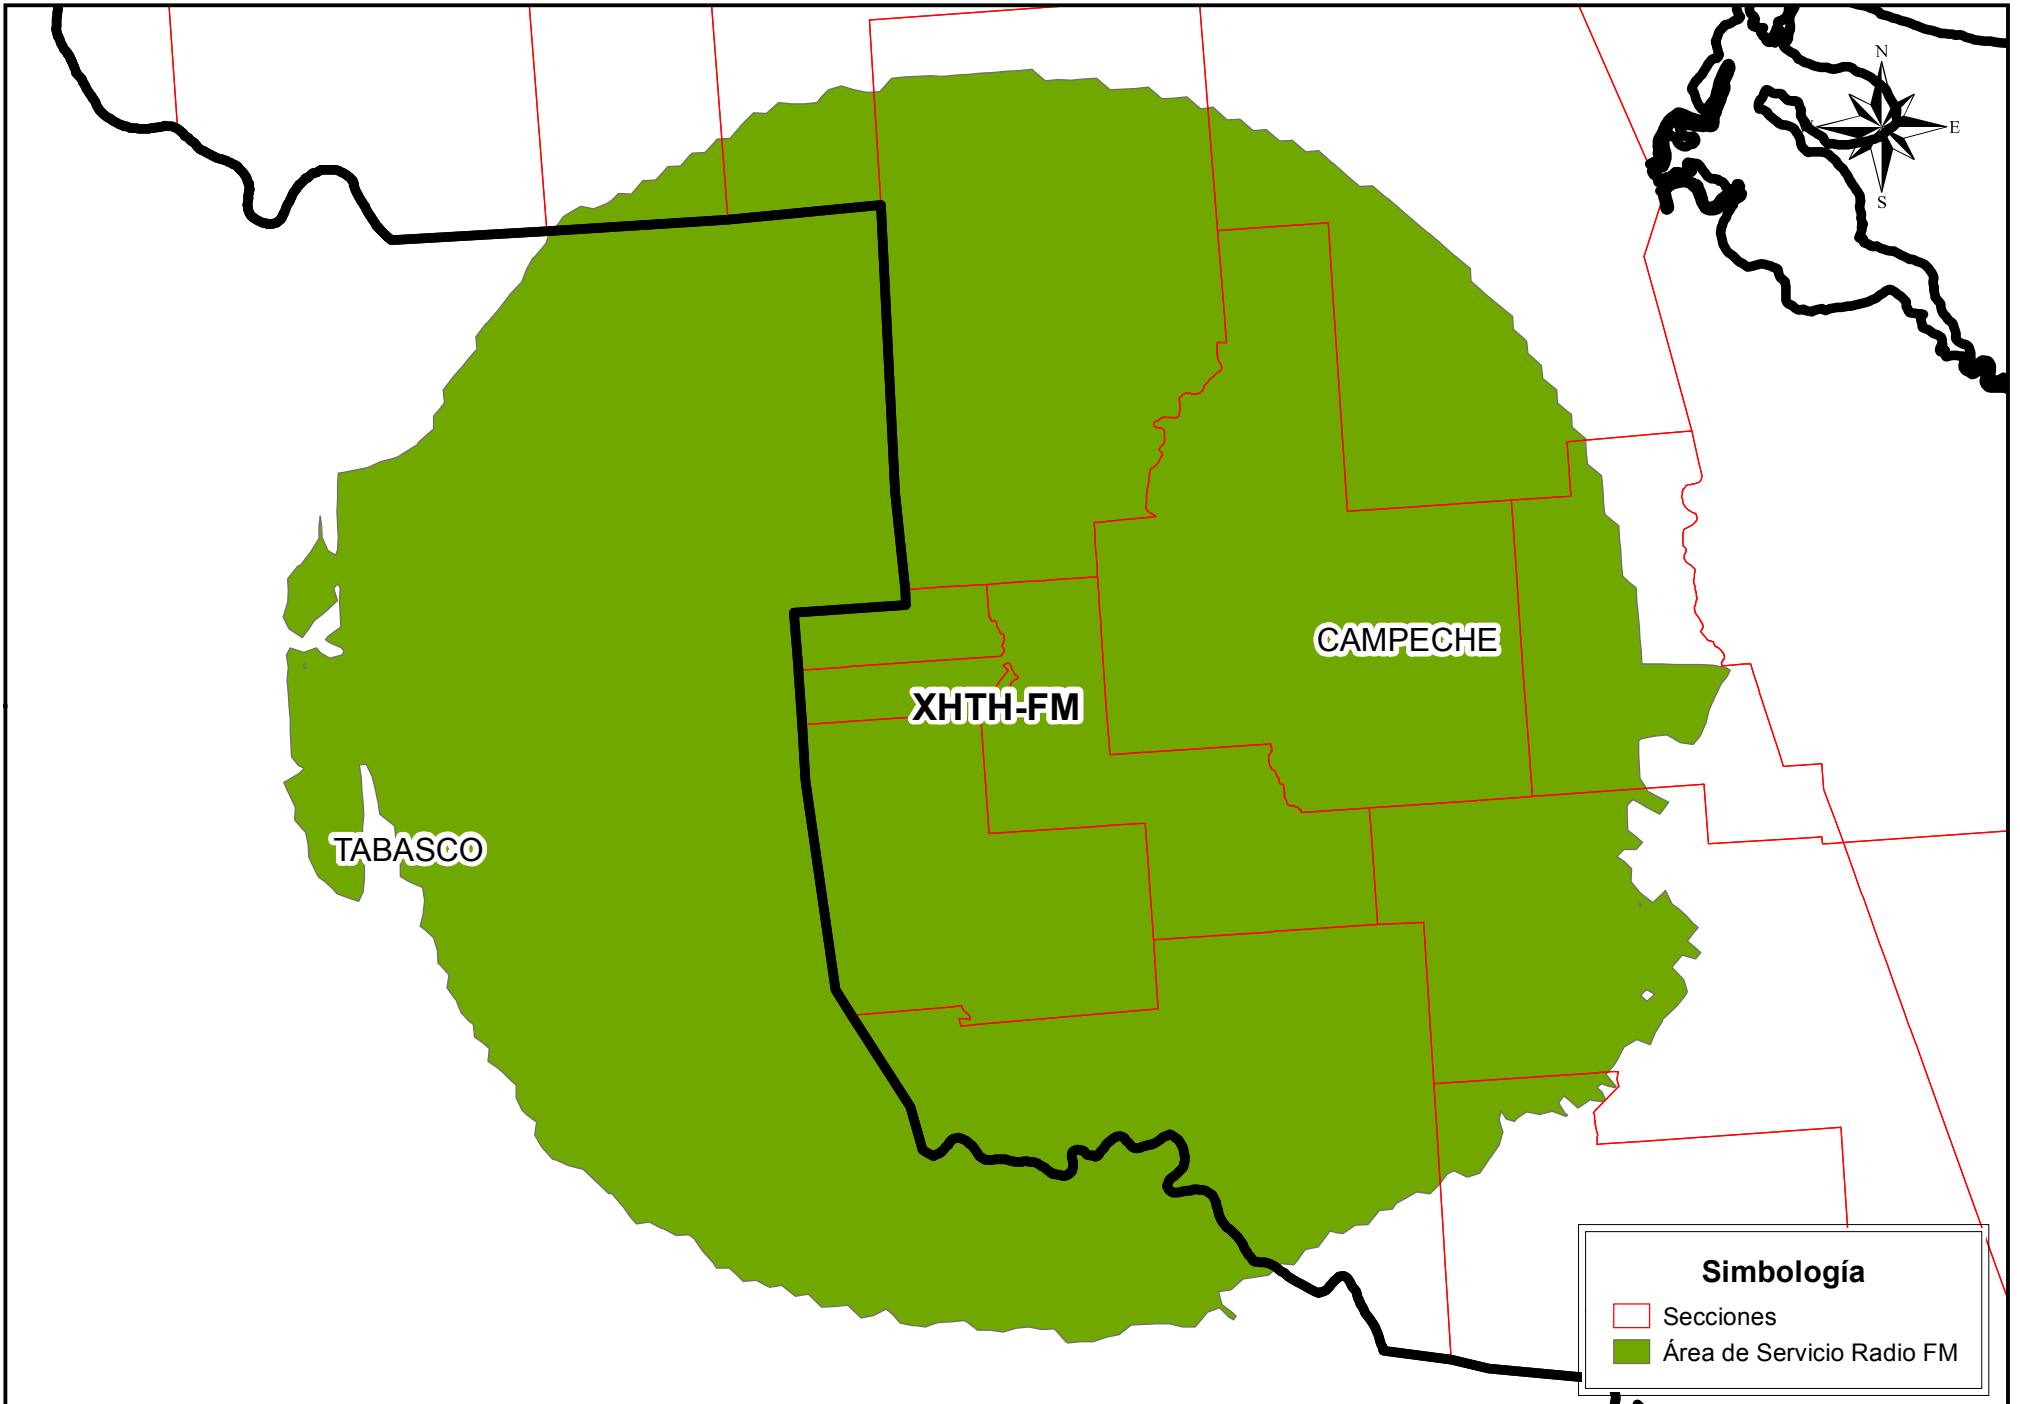 N
E
S
CAMPECHE
XHTH-FM
TABASCO
Simbología
Secciones
Área de Servicio Radio FM